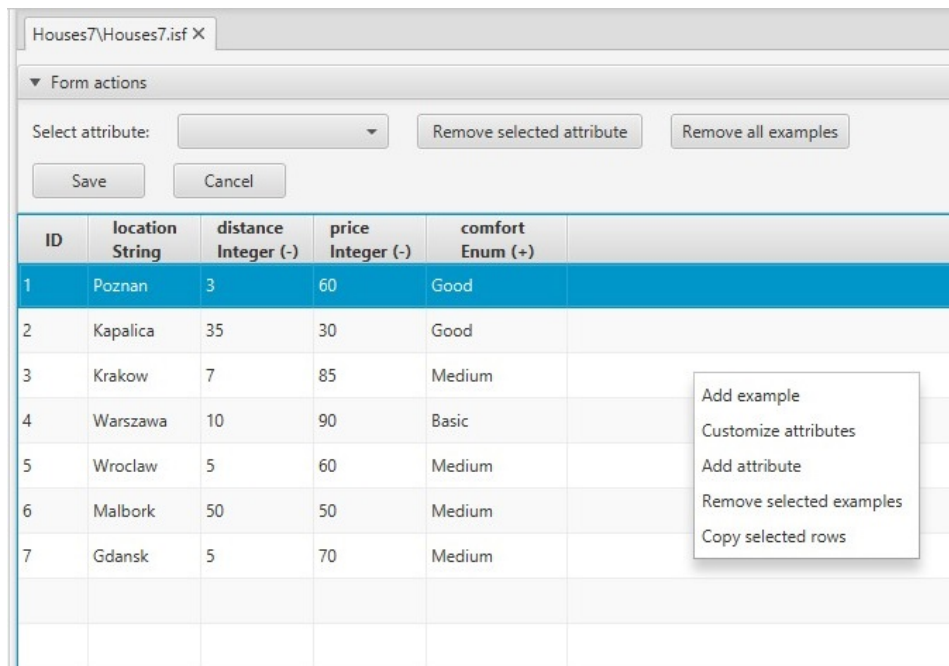 Houses7\Houses7.isf ✕
Form actions
Select attribute: Remove selected attribute Remove all examples
Save Cancel
ID location String distance Integer (-) price Integer (-) comfort Enum (+)
1 Poznan 3 60 Good
2 Kapalica 35 30 Good
3 Krakow 7 85 Medium
4 Warszawa 10 90 Basic
5 Wroclaw 5 60 Medium
6 Malbork 50 50 Medium
7 Gdansk 5 70 Medium
Add example
Customize attributes
Add attribute
Remove selected examples
Copy selected rows